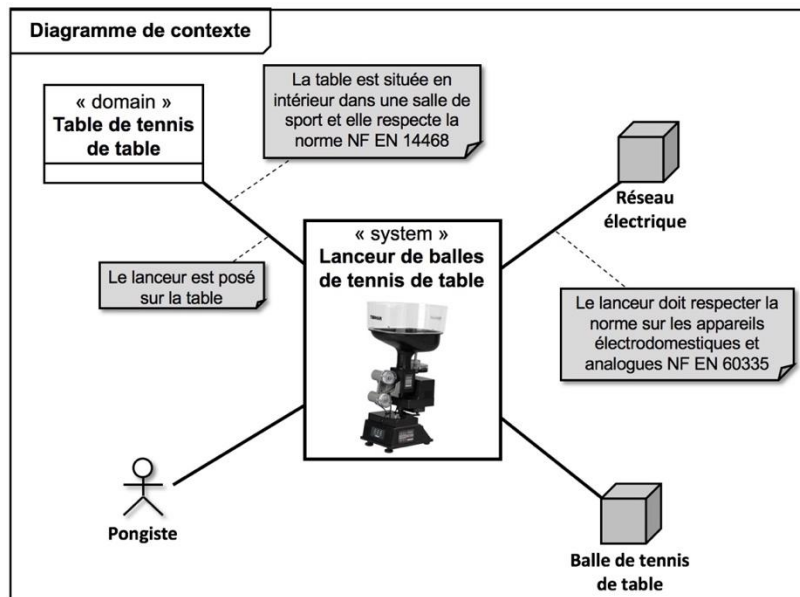 Diagramme de contexte
« domain »
Table de tennis
de table
La table est située en
intérieur dans une salle de
sport et elle respecte la
norme NF EN 14468
Réseau
électrique
« system »
Lanceur de balles
de tennis de table
Le lanceur est posé
sur la table
Le lanceur doit respecter la
norme sur les appareils
électrodomestiques et
analogues NF EN 60335
Pongiste
Balle de tennis
de table